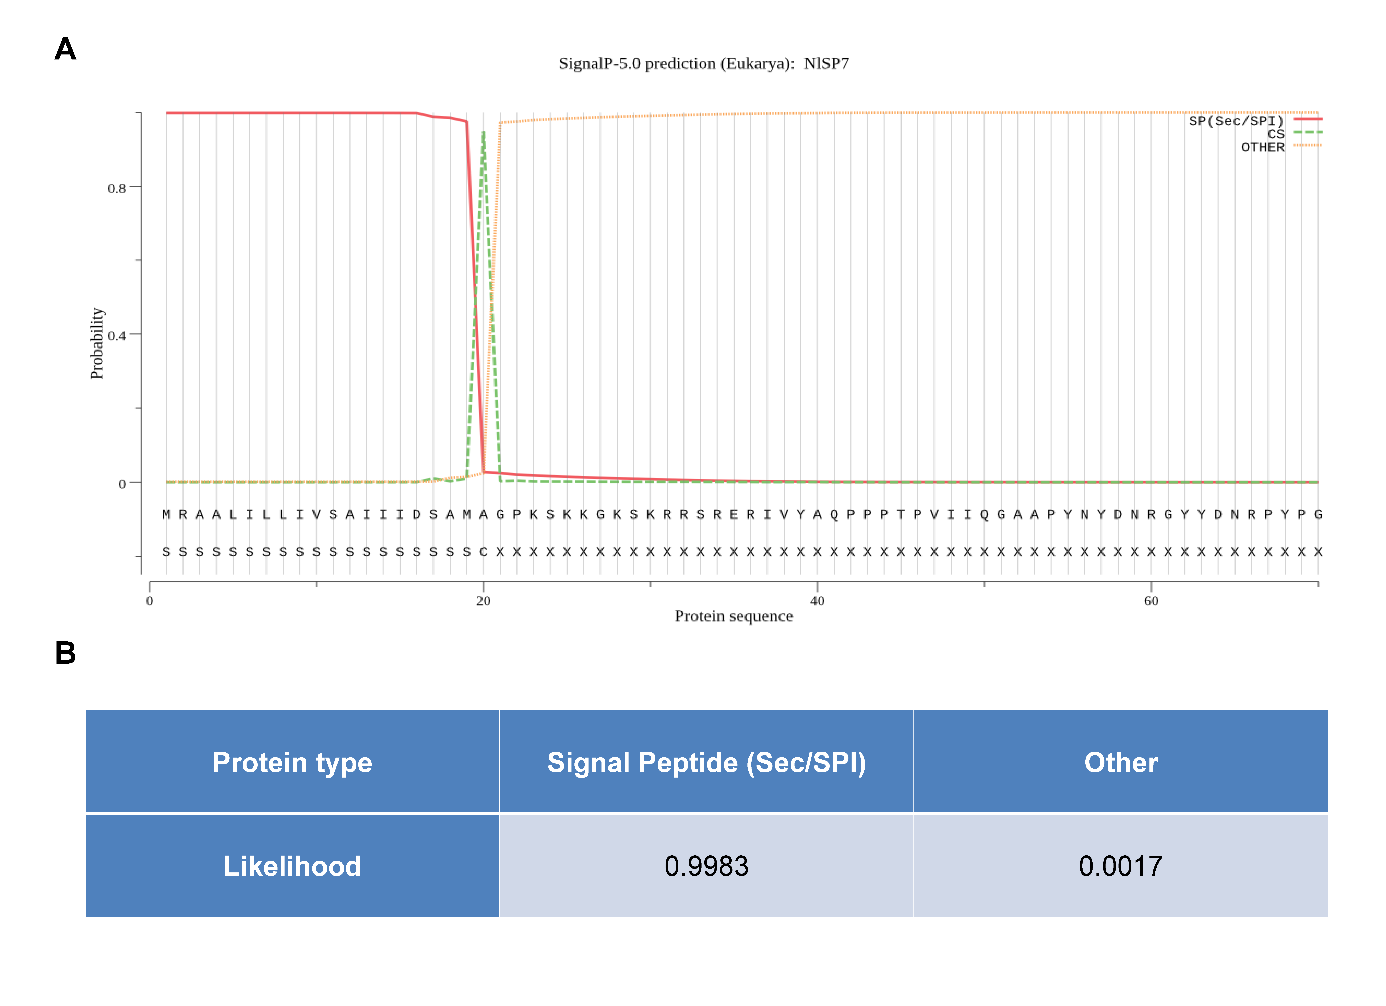 A
SignalP-5.0 prediction (Eukarya): NlSP7
SP(Sec/SPI)
CS
OTHER
0.8
0.4
0
Probability
M R A A L I L L I V S A I I I D S A M A G P K S K K G K S K R R S R E R I V Y A Q P P P T P V I I Q G A A P Y N Y D N R G Y Y D N R P Y P G
S S S S S S S S S S S S S S S S S S S C X X X X X X X X X X X X X X X X X X X X X X X X X X X X X X X X X X X X X X X X X X X X X X X X X X
0 20 40 60
Protein sequence
B
Protein type Signal Peptide (Sec/SPI) Other
Likelihood 0.9983 0.0017